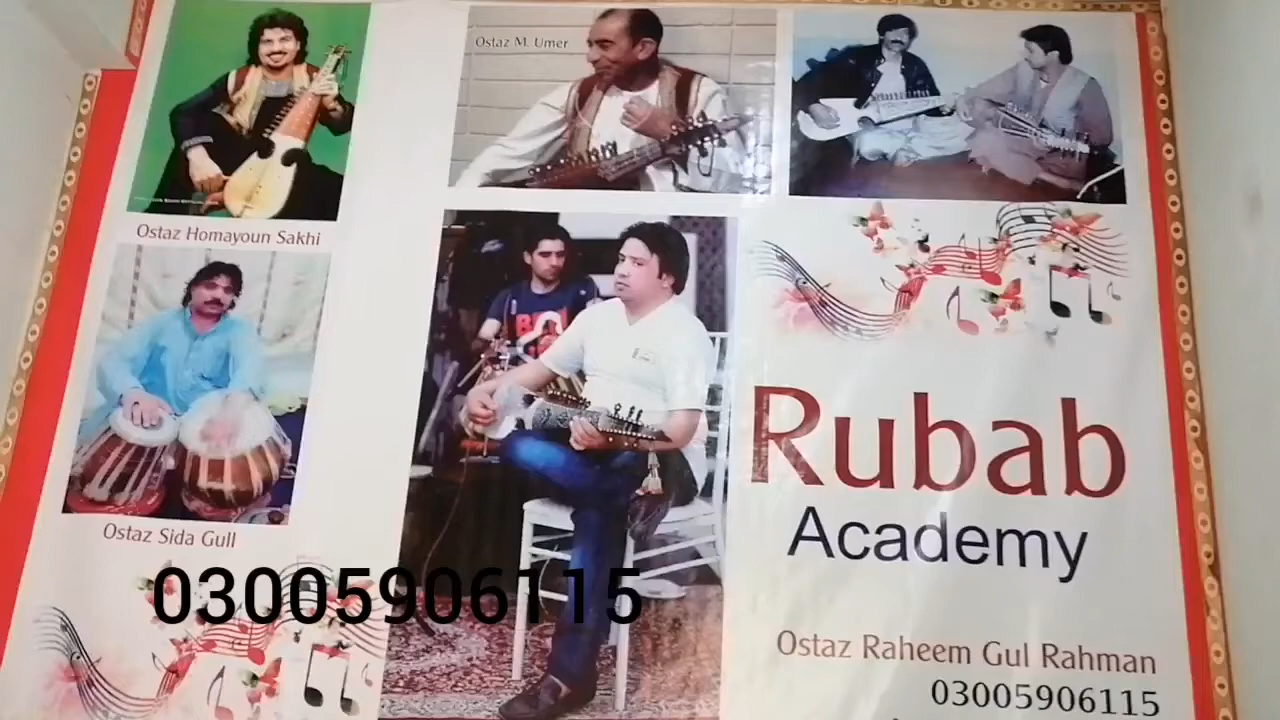 Ostaz M. Umer
Ostaz Homayoun Sakhi
Ostaz Sida Gull
Rubab
Academy
Ostaz Raheem Gul Rahman
03005906115
03005906115